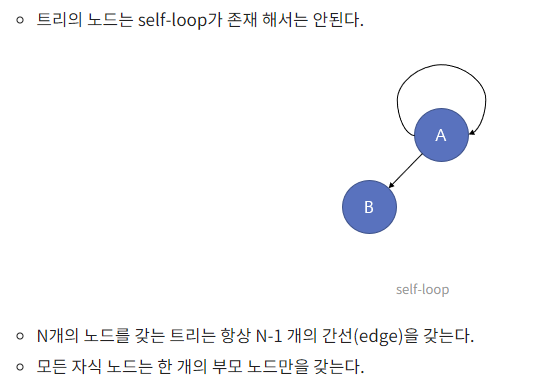 트리의 노드는 self-loop가 존재 해서는 안된다.
A
B
self-loop
N개의 노드를 갖는 트리는 항상 N-1 개의 간선(edge)을 갖는다.
모든 자식 노드는 한 개의 부모 노드만을 갖는다.